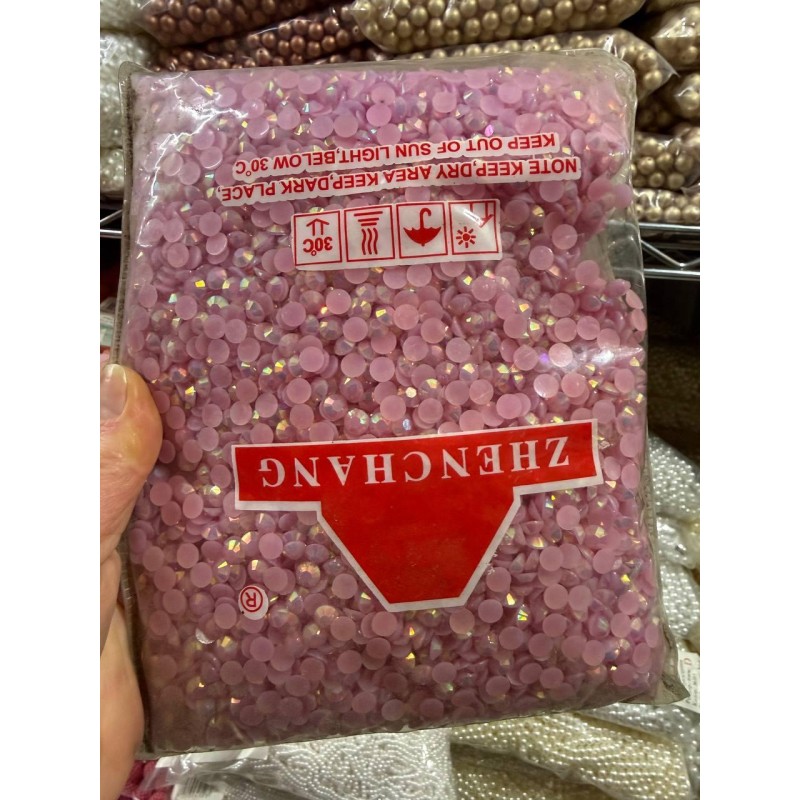 ®
ZHENCHANG
30°C
NOTE KEEP,DRY AREA KEEP,DARK PLACE,
KEEP OUT OF SUN LIGHT,BELOW 30°C